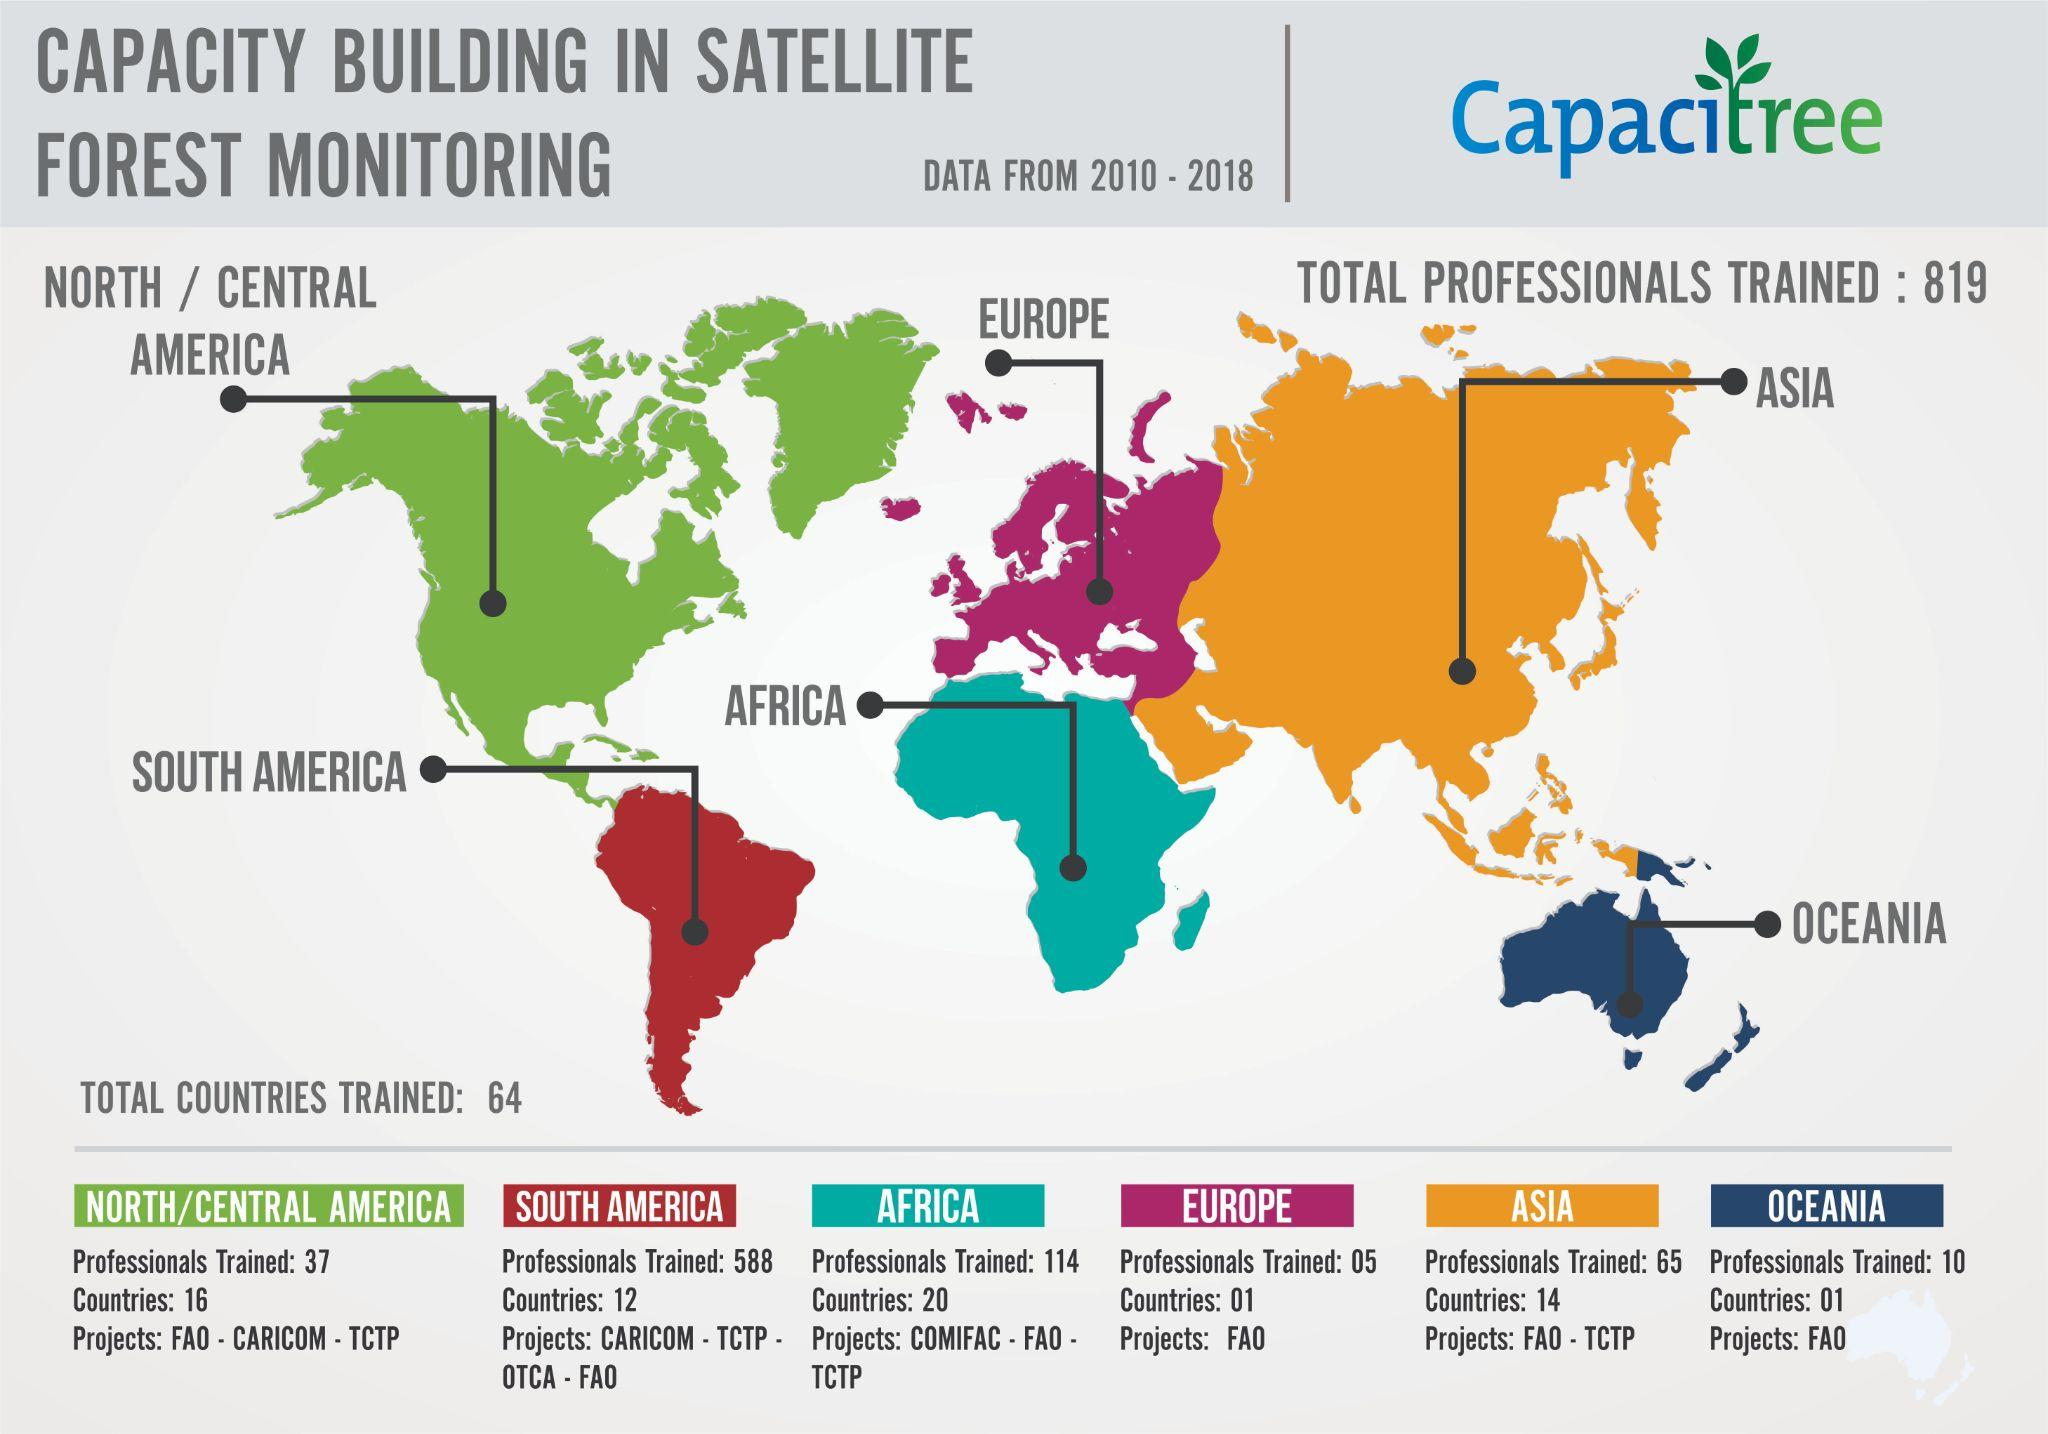 CAPACITY BUILDING IN SATELLITE
FOREST MONITORING
DATA FROM 2010 - 2018
Capacitree
NORTH / CENTRAL
AMERICA
EUROPE
TOTAL PROFESSIONALS TRAINED : 819
ASIA
AFRICA
SOUTH AMERICA
OCEANIA
TOTAL COUNTRIES TRAINED: 64
NORTH/CENTRAL AMERICA
Professionals Trained: 37
Countries: 16
Projects: FAO - CARICOM - TCTP
SOUTH AMERICA
Professionals Trained: 588
Countries: 12
Projects: CARICOM - TCTP -
OTCA - FAO
AFRICA
Professionals Trained: 114
Countries: 20
Projects: COMIFAC - FAO -
TCTP
EUROPE
Professionals Trained: 05
Countries: 01
Projects: FAO
ASIA
Professionals Trained: 65
Countries: 14
Projects: FAO - TCTP
OCEANIA
Professionals Trained: 10
Countries: 01
Projects: FAO